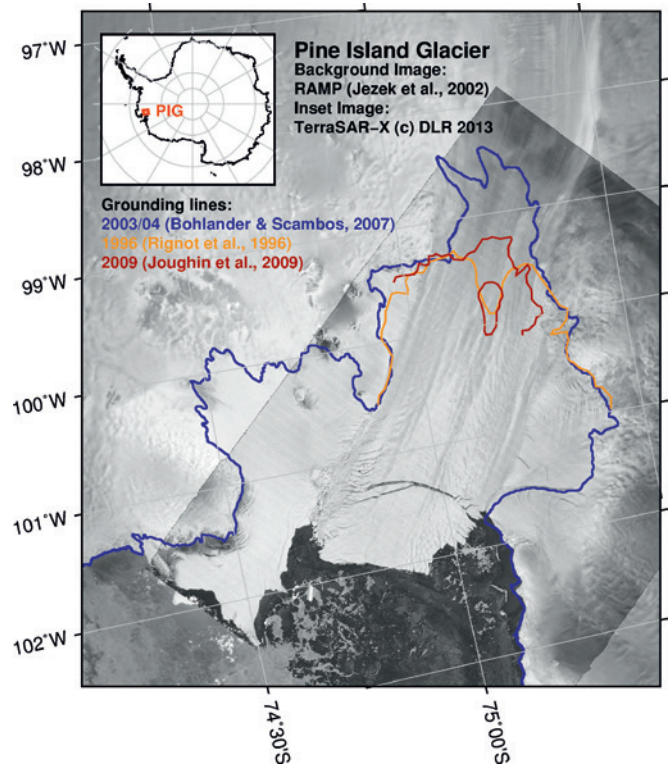 97°W
98°W
99°W
100°W
101°W
102°W
PIG
Pine Island Glacier
Background Image:
RAMP (Jezek et al., 2002)
Inset Image:
TerraSAR-X (c) DLR 2013
Grounding lines:
2003/04 (Bohlander & Scambos, 2007)
1996 (Rignot et al., 1996)
2009 (Joughin et al., 2009)
74°30'S
75°00'S